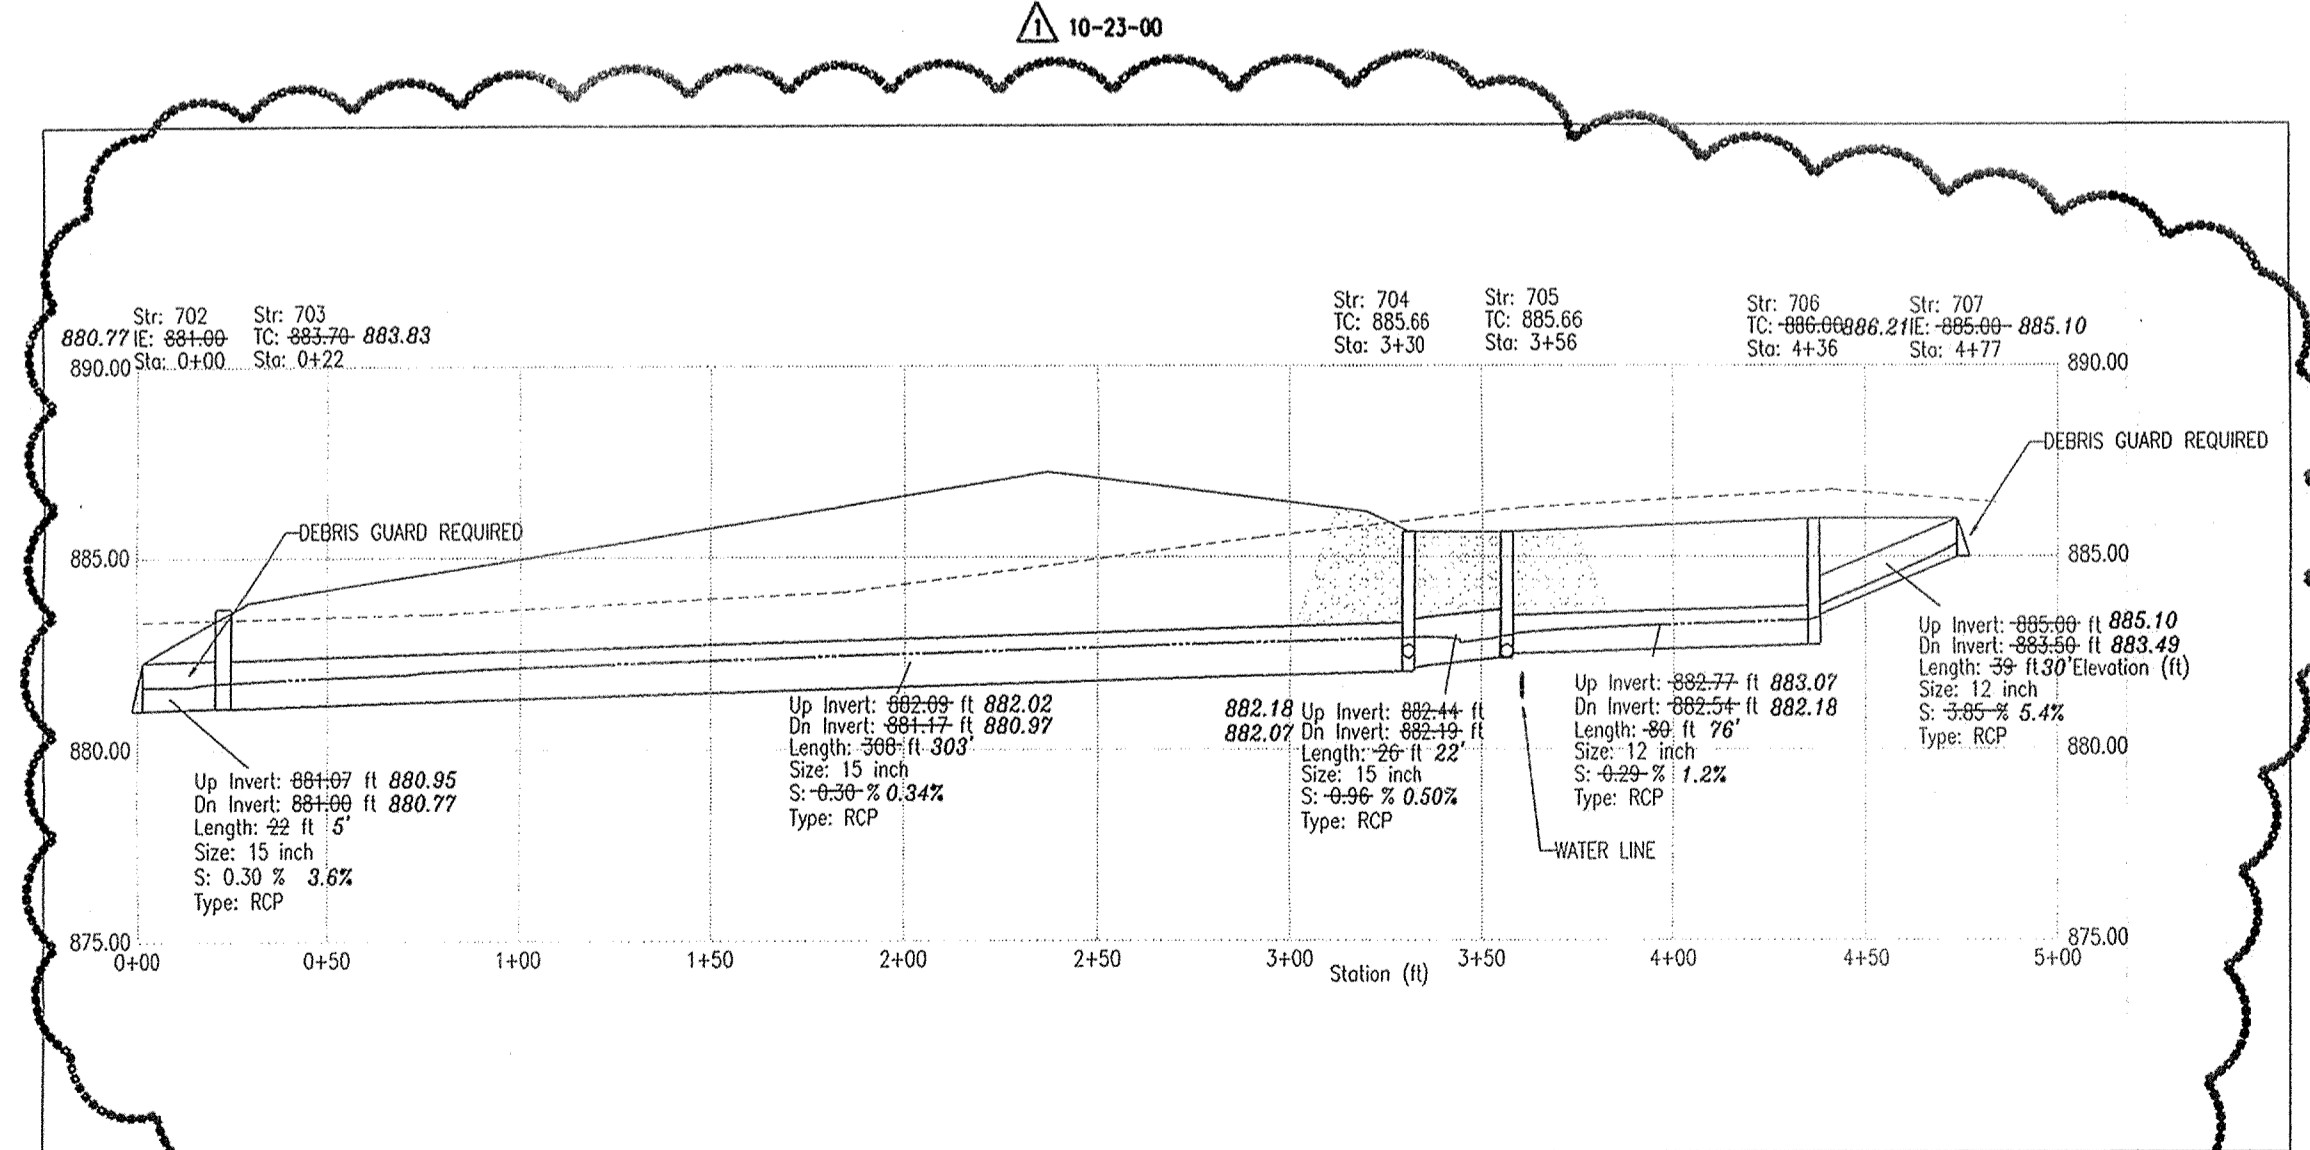 1 10-23-00
Str: 702
880.77 IE: 881.00
Sta: 0+00
Str: 703
TC: 883.70 883.83
Sta: 0+22
Str: 704
TC: 885.66
Sta: 3+30
Str: 705
TC: 885.66
Sta: 3+56
Str: 706
TC: 886.00 886.21
Sta: 4+36
Str: 707
IE: 885.00 885.10
Sta: 4+77
890.00
890.00
DEBRIS GUARD REQUIRED
DEBRIS GUARD REQUIRED
885.00
885.00
Up Invert: 885.00 ft 885.10
Dn Invert: 883.50 ft 883.49
Length: 39 ft 30' Elevation (ft)
Size: 12 inch
S: 3.85 % 5.4%
Type: RCP
Up Invert: 882.77 ft 883.07
Dn Invert: 882.54 ft 882.18
Length: 80 ft 76'
Size: 12 inch
S: 0.29 % 1.2%
Type: RCP
882.18 Up Invert: 882.44 ft
882.07 Dn Invert: 882.19 ft
Length: 26 ft 22'
Size: 15 inch
S: 0.96 % 0.50%
Type: RCP
Up Invert: 882.09 ft 882.02
Dn Invert: 881.17 ft 880.97
Length: 308 ft 303'
Size: 15 inch
S: 0.30 % 0.34%
Type: RCP
880.00
880.00
Up Invert: 881.07 ft 880.95
Dn Invert: 881.00 ft 880.77
Length: 22 ft 5'
Size: 15 inch
S: 0.30 % 3.6%
Type: RCP
WATER LINE
875.00
875.00
0+00 0+50 1+00 1+50 2+00 2+50 3+00 3+50 4+00 4+50 5+00
Station (ft)